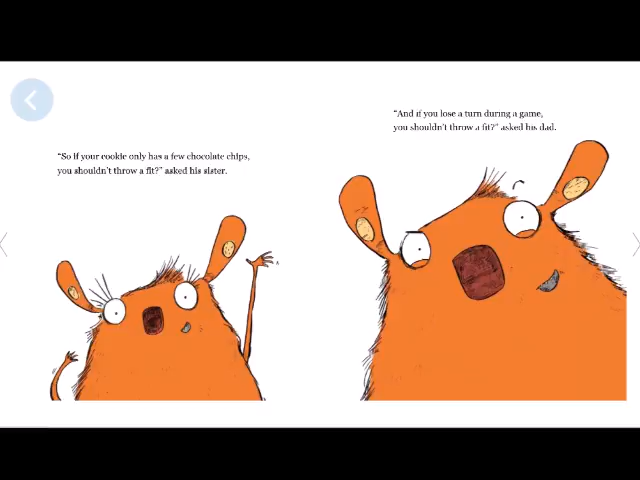 “So if your cookie only has a few chocolate chips,
you shouldn’t throw a fit?” asked his sister.
“And if you lose a turn during a game,
you shouldn’t throw a fit?” asked his dad.